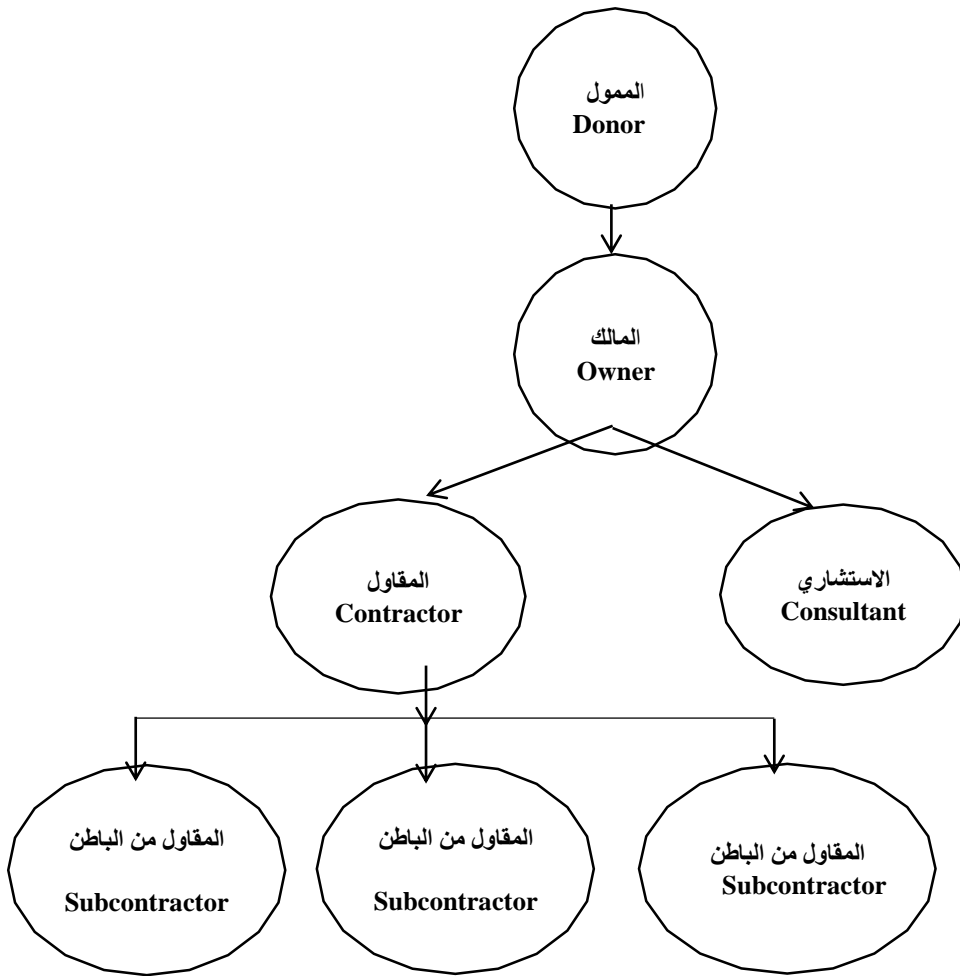 الممول
Donor
المالك
Owner
المقاول
Contractor
الاستشاري
Consultant
المقاول من الباطن
Subcontractor
المقاول من الباطن
Subcontractor
المقاول من الباطن
Subcontractor